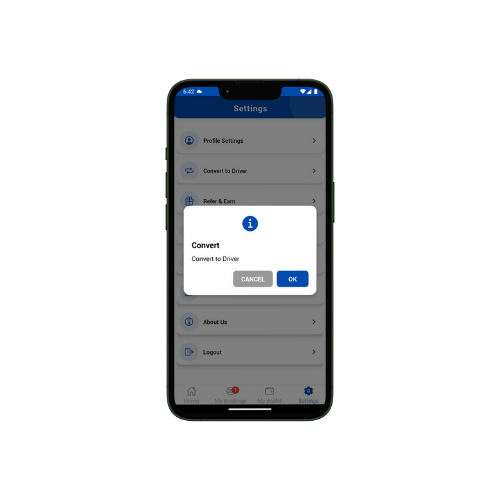 5:42
Settings
Profile Settings
Convert to Driver
Refer & Earn
Convert
Convert to Driver
CANCEL
OK
About Us
Logout
1
Home
My Bookings
My Wallet
Settings